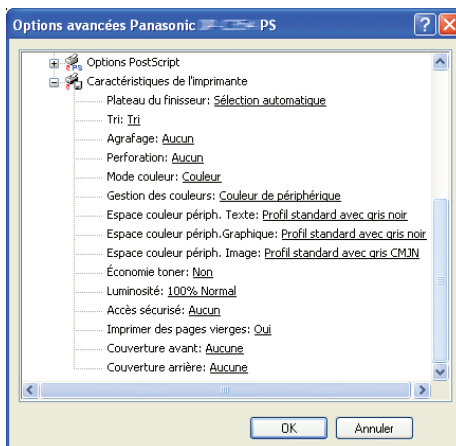 Options avancées Panasonic PS
Options PostScript
Caractéristiques de l'imprimante
Plateau du finisseur: Sélection automatique
Tri: Tri
Agrafage: Aucun
Perforation: Aucun
Mode couleur: Couleur
Gestion des couleurs: Couleur de périphérique
Espace couleur périph. Texte: Profil standard avec gris noir
Espace couleur périph.Graphique: Profil standard avec gris noir
Espace couleur périph. Image: Profil standard avec gris CMJN
Économie toner: Non
Luminosité: 100% Normal
Accès sécurisé: Aucun
Imprimer des pages vierges: Oui
Couverture avant: Aucune
Couverture arrière: Aucune
OK Annuler